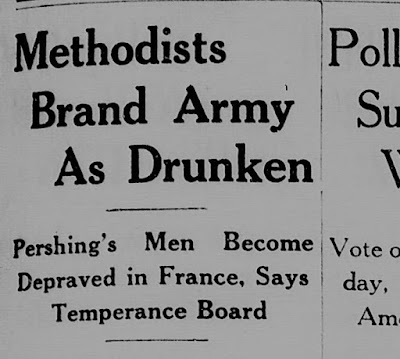 Methodists
Brand Army
As Drunken
Pershing's Men Become
Depraved in France, Says
Temperance Board
Poll
Su
Vote o
day,
Am